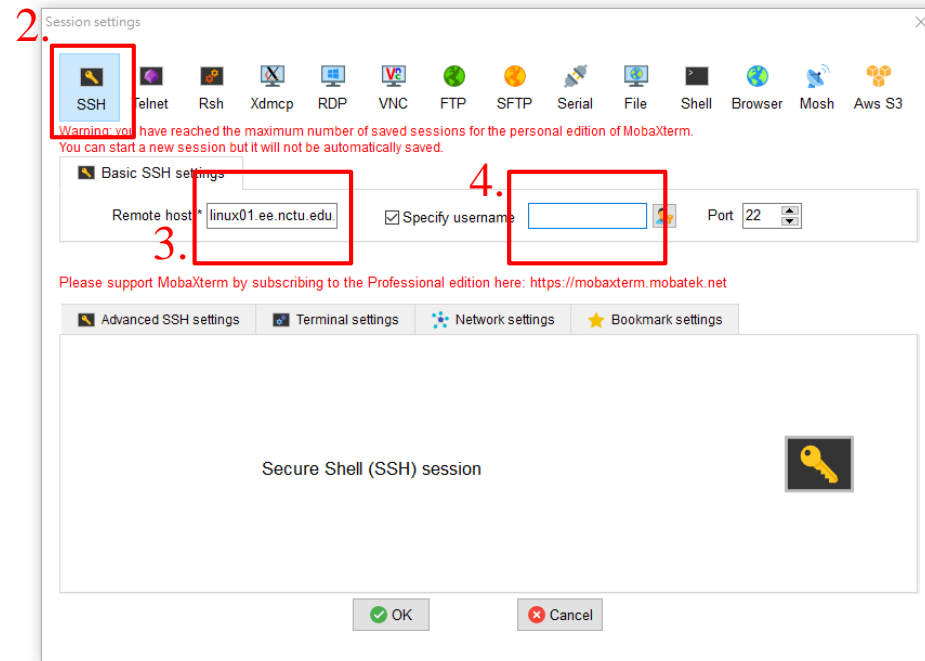 2.
Session settings
SSH Telnet Rsh Xdmcp RDP VNC FTP SFTP Serial File Shell Browser Mosh Aws S3
Warning: you have reached the maximum number of saved sessions for the personal edition of MobaXterm.
You can start a new session but it will not be automatically saved.
Basic SSH settings
4.
Remote host * linux01.ee.nctu.edu. Specify username Port 22
3.
Please support MobaXterm by subscribing to the Professional edition here: https://mobaxterm.mobatek.net
Advanced SSH settings Terminal settings Network settings Bookmark settings
Secure Shell (SSH) session
OK Cancel